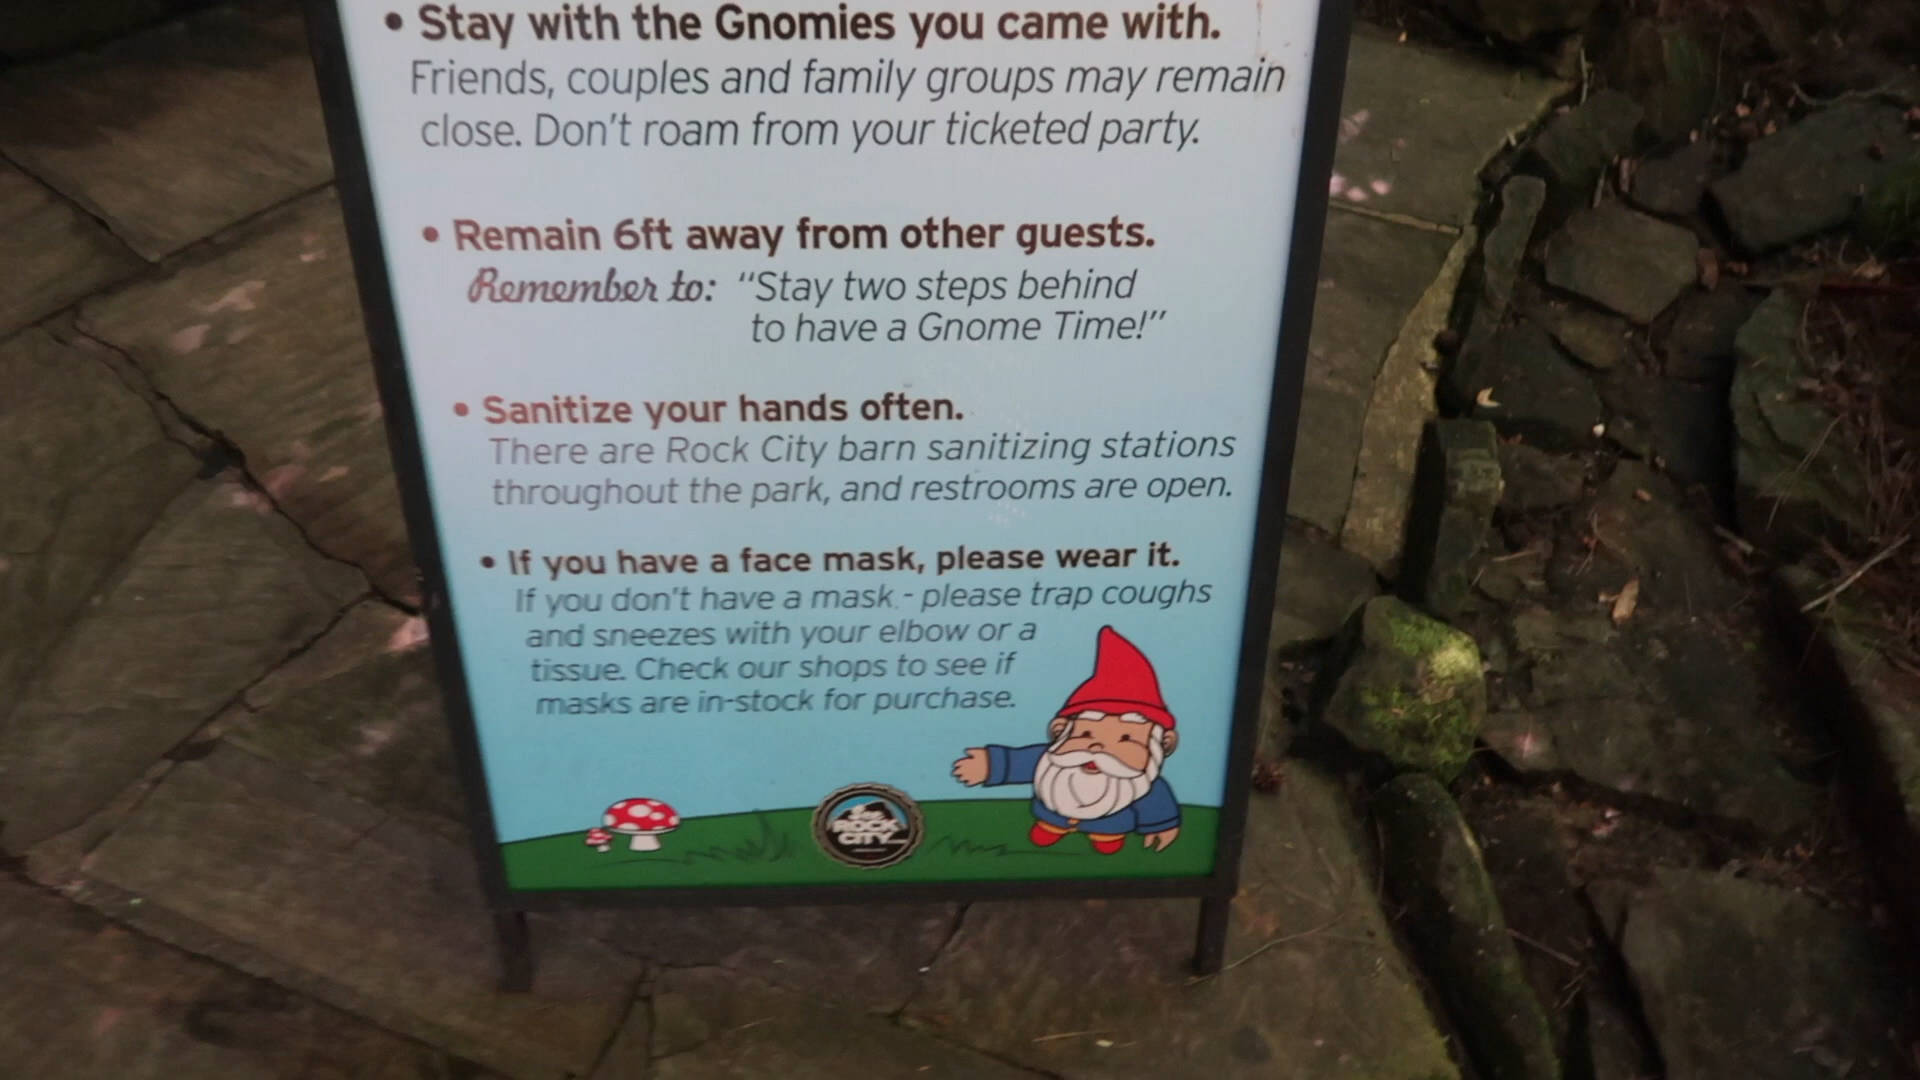 • Stay with the Gnomies you came with.
Friends, couples and family groups may remain
close. Don't roam from your ticketed party.
• Remain 6ft away from other guests.
Remember to: "Stay two steps behind
to have a Gnome Time!"
• Sanitize your hands often.
There are Rock City barn sanitizing stations
throughout the park, and restrooms are open.
• If you have a face mask, please wear it.
If you don't have a mask - please trap coughs
and sneezes with your elbow or a
tissue. Check our shops to see if
masks are in-stock for purchase.
ROCK
CITY